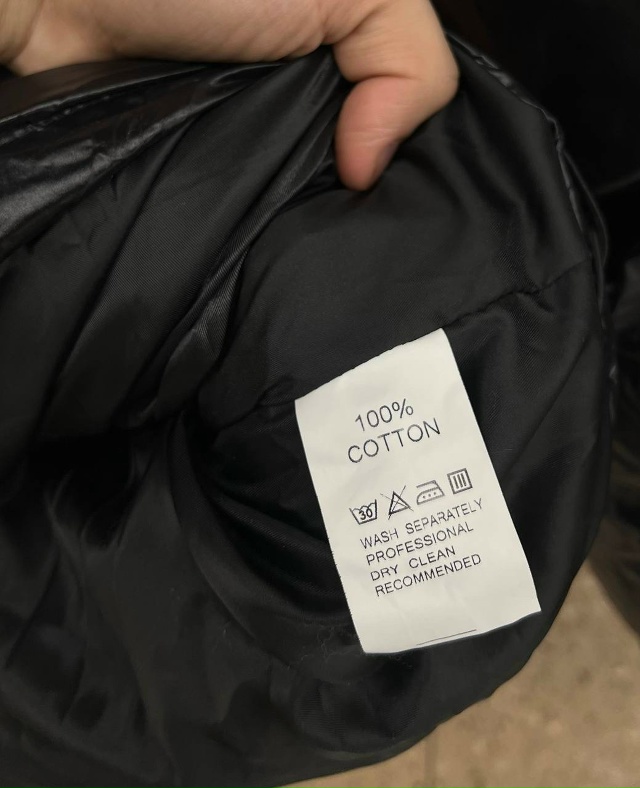 100%
COTTON
30
WASH SEPARATELY
PROFESSIONAL
DRY CLEAN
RECOMMENDED